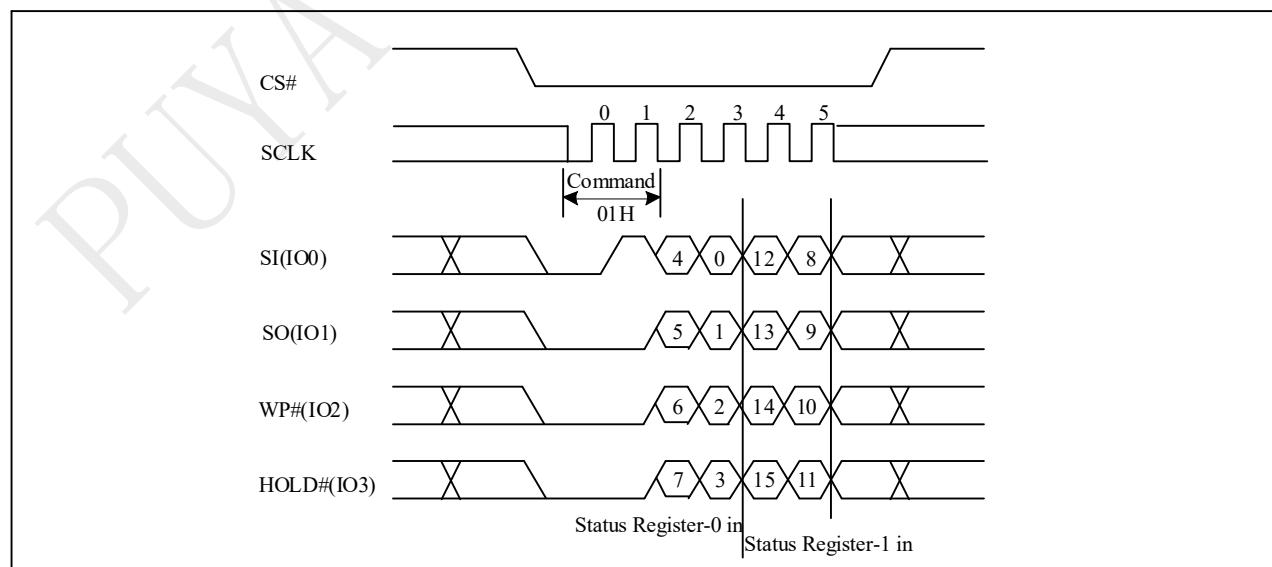 PUYA
CS#
0 1 2 3 4 5
SCLK
Command
01H
SI(IO0) 4 0 12 8
SO(IO1) 5 1 13 9
WP#(IO2) 6 2 14 10
HOLD#(IO3) 7 3 15 11
Status Register-0 in
Status Register-1 in